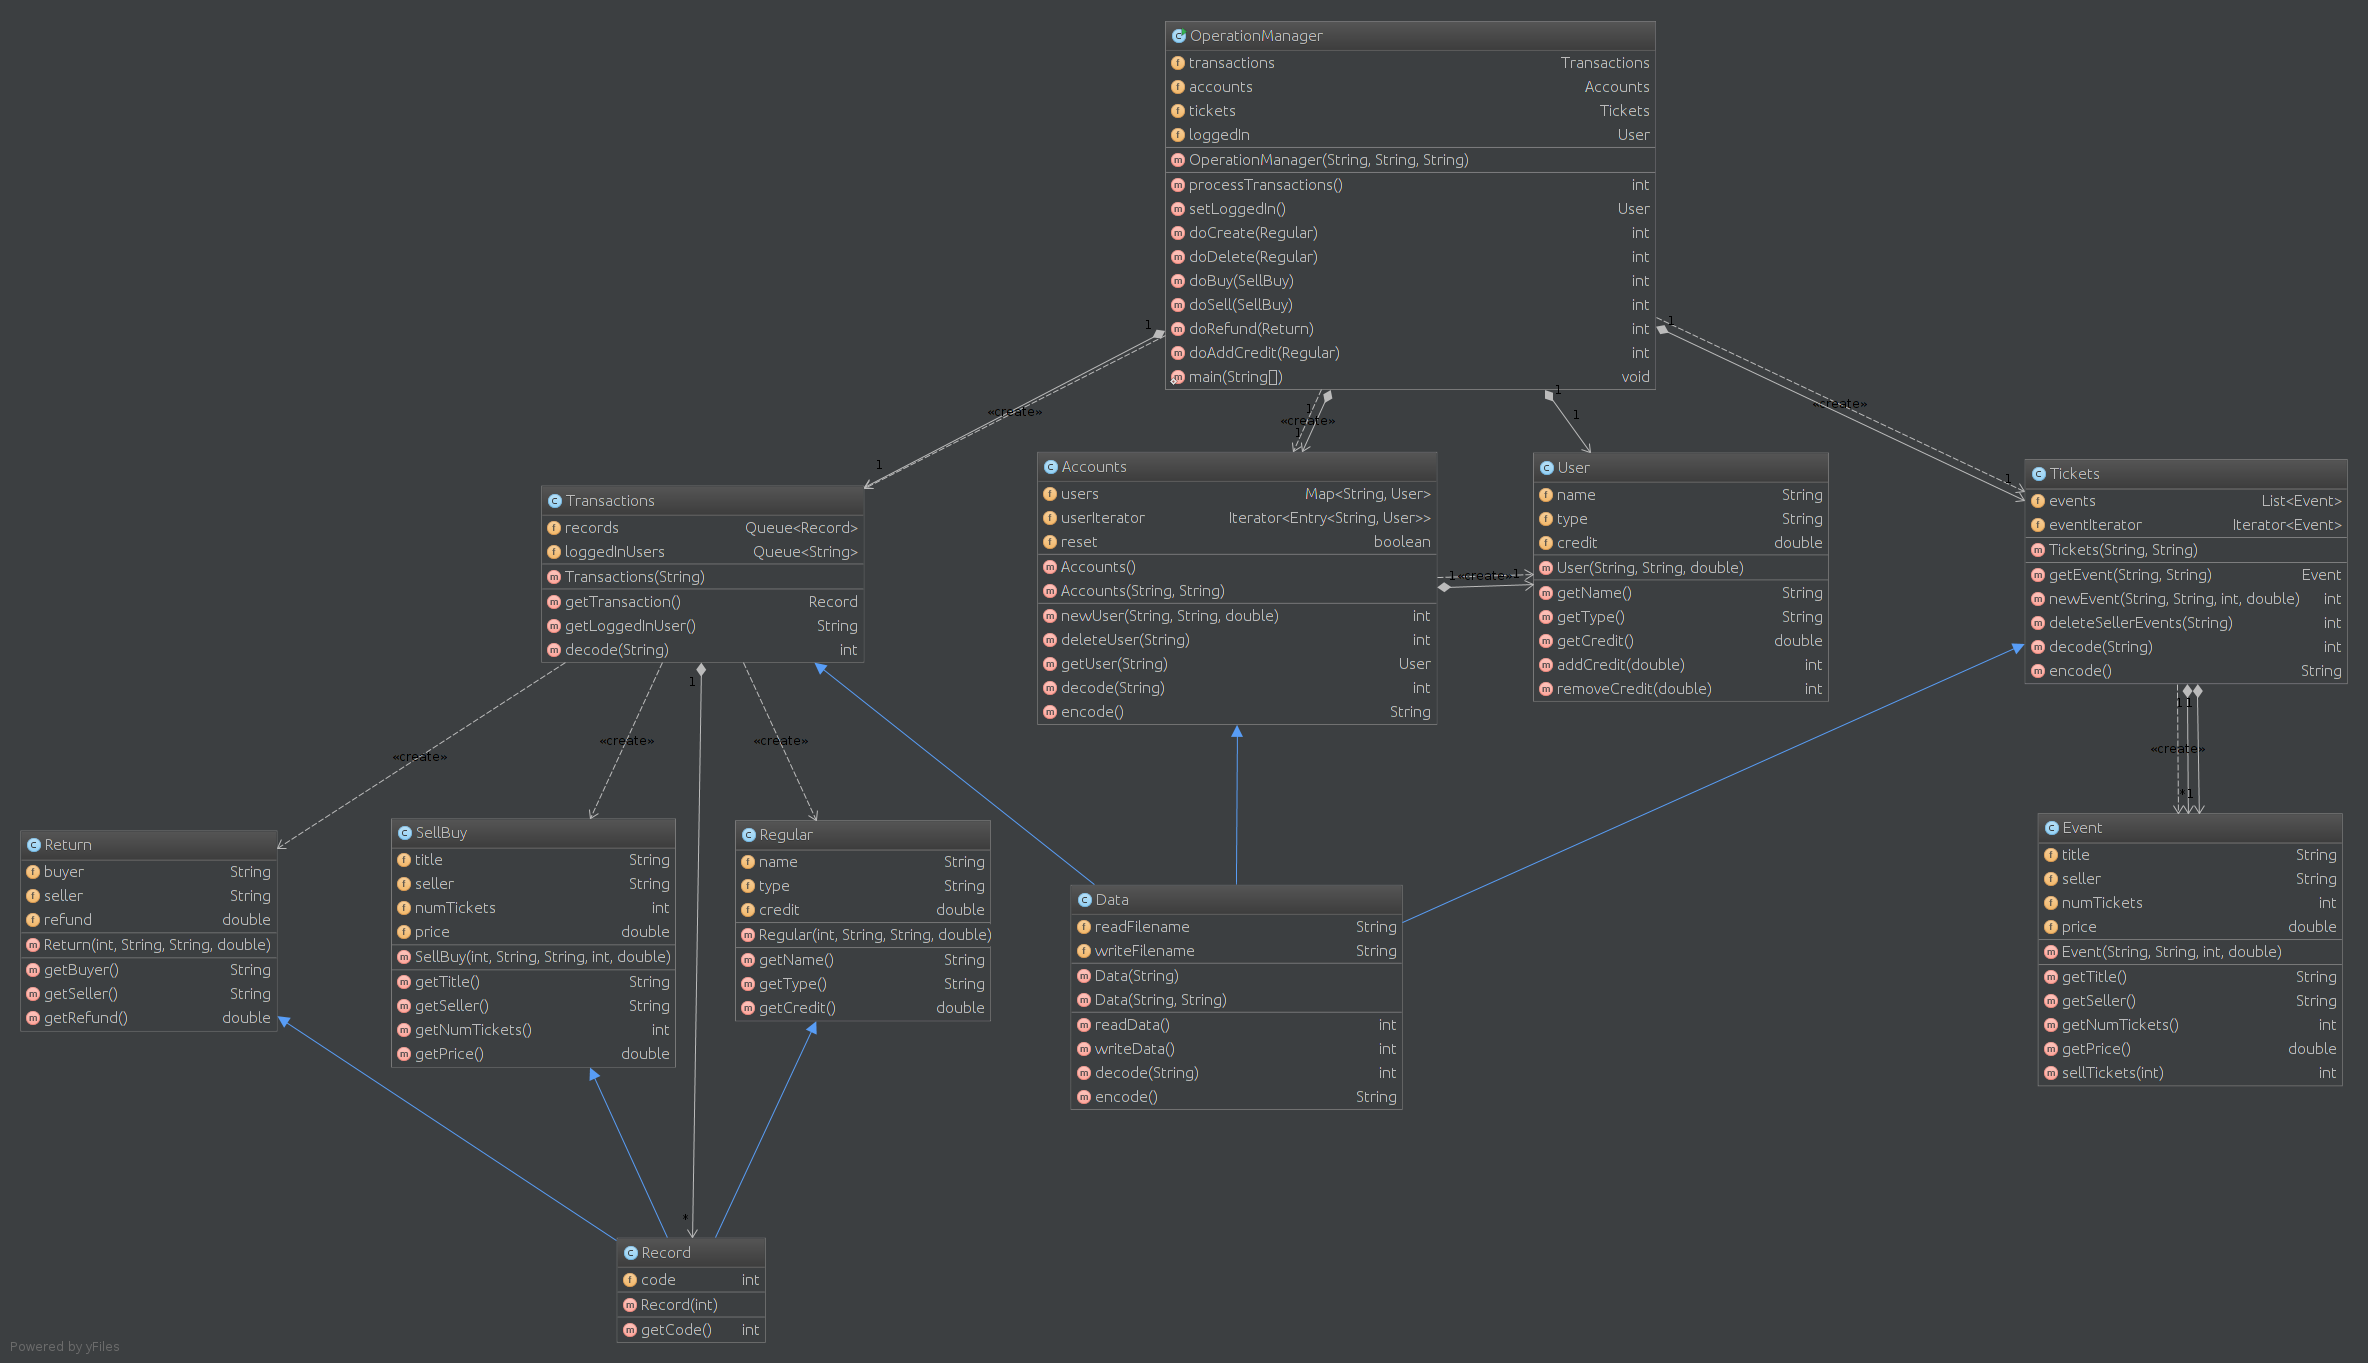 OperationManager
transactions Transactions
accounts Accounts
tickets Tickets
loggedIn User
OperationManager(String, String, String)
processTransactions() int
setLoggedIn() User
doCreate(Regular) int
doDelete(Regular) int
doBuy(SellBuy) int
doSell(SellBuy) int
doRefund(Return) int
doAddCredit(Regular) int
main(String[]) void
1
«create»
1
1
«create»
1
1
1
1
«create»
1
Transactions
records Queue<Record>
loggedInUsers Queue<String>
Transactions(String)
getTransaction() Record
getLoggedInUser() String
decode(String) int
Accounts
users Map<String, User>
userIterator Iterator<Entry<String, User>>
reset boolean
Accounts()
Accounts(String, String)
newUser(String, String, double) int
deleteUser(String) int
getUser(String) User
decode(String) int
encode() String
1 «create» 1
User
name String
type String
credit double
User(String, String, double)
getName() String
getType() String
getCredit() double
addCredit(double) int
removeCredit(double) int
Tickets
events List<Event>
eventIterator Iterator<Event>
Tickets(String, String)
getEvent(String, String) Event
newEvent(String, String, int, double) int
deleteSellerEvents(String) int
decode(String) int
encode() String
1
«create»
«create»
«create»
*
11
«create»
*1
Return
buyer String
seller String
refund double
Return(int, String, String, double)
getBuyer() String
getSeller() String
getRefund() double
SellBuy
title String
seller String
numTickets int
price double
SellBuy(int, String, String, int, double)
getTitle() String
getSeller() String
getNumTickets() int
getPrice() double
Regular
name String
type String
credit double
Regular(int, String, String, double)
getName() String
getType() String
getCredit() double
Data
readFilename String
writeFilename String
Data(String)
Data(String, String)
readData() int
writeData() int
decode(String) int
encode() String
Event
title String
seller String
numTickets int
price double
Event(String, String, int, double)
getTitle() String
getSeller() String
getNumTickets() int
getPrice() double
sellTickets(int) int
Record
code int
Record(int)
getCode() int
Powered by yFiles